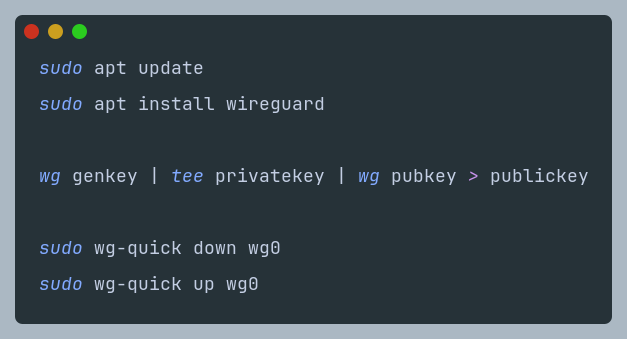 sudo apt update
sudo apt install wireguard
wg genkey | tee privatekey | wg pubkey > publickey
sudo wg-quick down wg0
sudo wg-quick up wg0